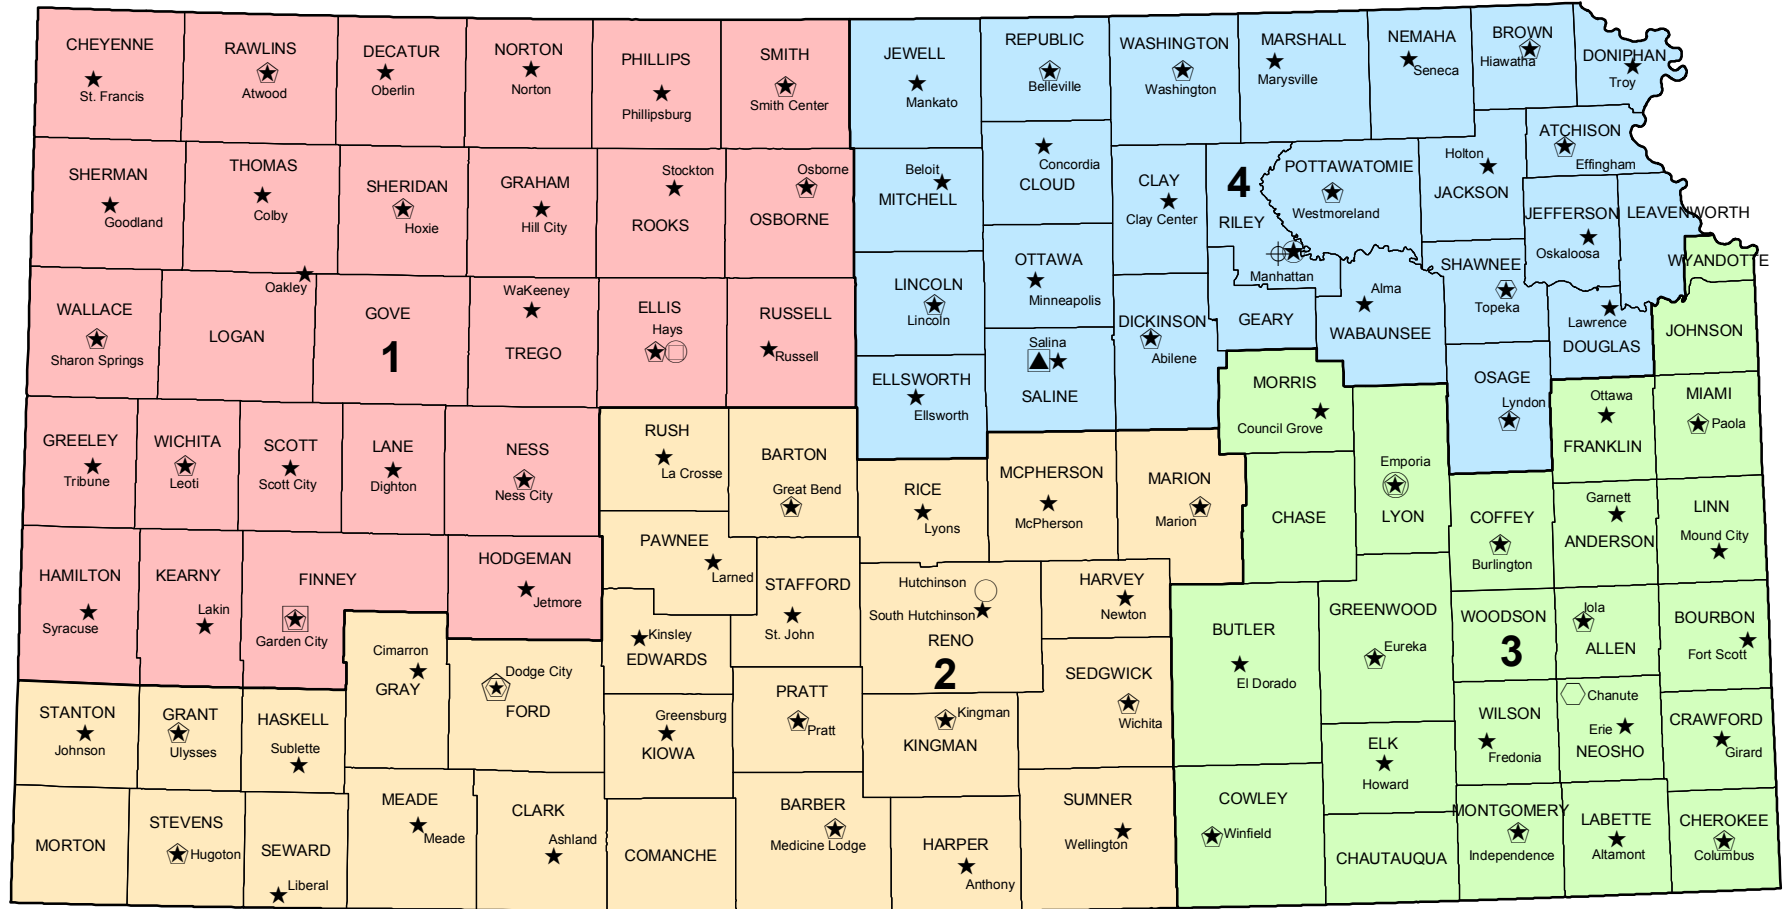 CHEYENNE
St. Francis
RAWLINS
Atwood
DECATUR
Oberlin
NORTON
Norton
PHILLIPS
Phillipsburg
SMITH
Smith Center
JEWELL
Mankato
REPUBLIC
Belleville
WASHINGTON
Washington
MARSHALL
Marysville
NEMAHA
Seneca
BROWN
Hiawatha
DONIPHAN
Troy
SHERMAN
Goodland
THOMAS
Colby
SHERIDAN
Hoxie
GRAHAM
Hill City
Stockton
ROOKS
Osborne
OSBORNE
Beloit
MITCHELL
Concordia
CLOUD
CLAY
Clay Center
4
RILEY
Manhattan
POTTAWATOMIE
Westmoreland
Holton
JACKSON
ATCHISON
Effingham
JEFFERSON
Oskaloosa
LEAVENWORTH
WYANDOTTE
WALLACE
Sharon Springs
Oakley
LOGAN
GOVE
1
WaKeeney
TREGO
ELLIS
Hays
RUSSELL
Russell
LINCOLN
Lincoln
OTTAWA
Minneapolis
Salina
SALINE
DICKINSON
Abilene
GEARY
Alma
WABAUNSEE
SHAWNEE
Topeka
Lawrence
DOUGLAS
JOHNSON
GREELEY
Tribune
WICHITA
Leoti
SCOTT
Scott City
LANE
Dighton
NESS
Ness City
RUSH
La Crosse
BARTON
Great Bend
ELLSWORTH
Ellsworth
RICE
Lyons
MCPHERSON
McPherson
MARION
Marion
MORRIS
Council Grove
CHASE
Emporia
LYON
OSAGE
Lyndon
Ottawa
FRANKLIN
MIAMI
Paola
COFFEY
Burlington
Garnett
ANDERSON
LINN
Mound City
HAMILTON
Syracuse
KEARNY
Lakin
FINNEY
Garden City
HODGEMAN
Jetmore
PAWNEE
Larned
STAFFORD
St. John
Hutchinson
South Hutchinson
RENO
2
HARVEY
Newton
BUTLER
El Dorado
GREENWOOD
Eureka
WOODSON
3
Iola
ALLEN
BOURBON
Fort Scott
Cimarron
GRAY
Dodge City
FORD
Kinsley
EDWARDS
Greensburg
KIOWA
PRATT
Pratt
Kingman
KINGMAN
SEDGWICK
Wichita
STANTON
Johnson
GRANT
Ulysses
HASKELL
Sublette
WILSON
Fredonia
Chanute
Erie
NEOSHO
CRAWFORD
Girard
ELK
Howard
MORTON
STEVENS
Hugoton
SEWARD
Liberal
MEADE
Meade
CLARK
Ashland
COMANCHE
BARBER
Medicine Lodge
HARPER
Anthony
SUMNER
Wellington
COWLEY
Winfield
CHAUTAUQUA
MONTGOMERY
Independence
LABETTE
Altamont
CHEROKEE
Columbus